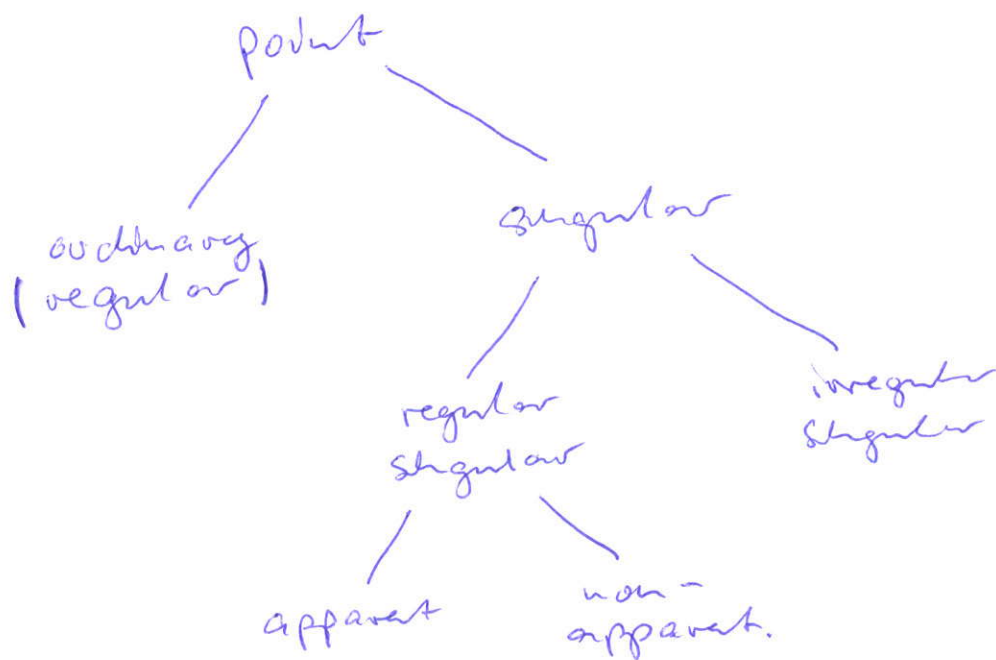 point
singular
ordinary
(regular)
regular
singular
irregular
singular
apparent
non-
apparent.